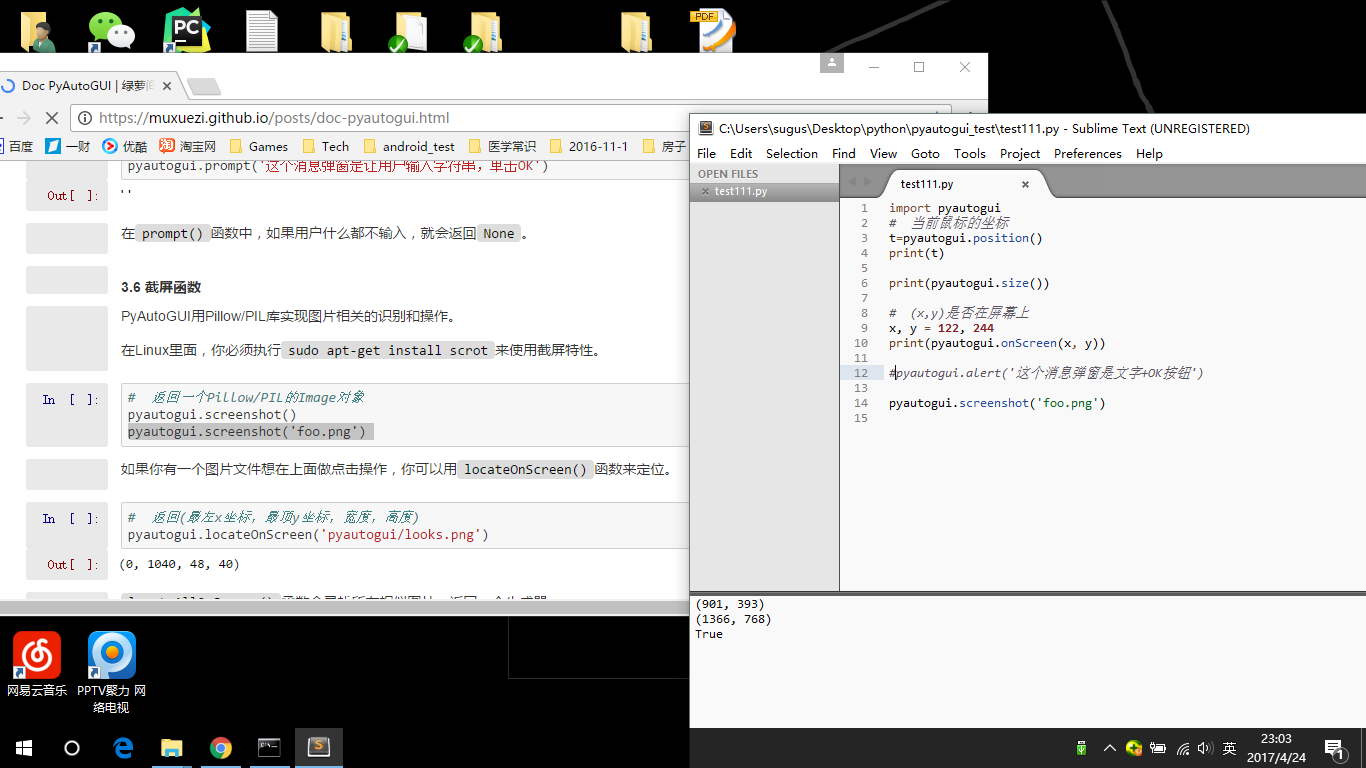 PC
PDF
Doc PyAutoGUI | 绿萝
https://muxuezi.github.io/posts/doc-pyautogui.html
百度
一财
优酷
淘宝网
Games
Tech
android_test
医学常识
2016-11-1
房子
pyautogui.prompt('这个消息弹窗是让用户输入字符串，单击OK')
Out[ ]:
''
在 prompt() 函数中，如果用户什么都不输入，就会返回 None 。
3.6 截屏函数
PyAutoGUI用Pillow/PIL库实现图片相关的识别和操作。
在Linux里面，你必须执行 sudo apt-get install scrot 来使用截屏特性。
In [ ]:
# 返回一个Pillow/PIL的Image对象
pyautogui.screenshot()
pyautogui.screenshot('foo.png')
如果你有一个图片文件想在上面做点击操作，你可以用 locateOnScreen() 函数来定位。
In [ ]:
# 返回(最左x坐标，最顶y坐标，宽度，高度)
pyautogui.locateOnScreen('pyautogui/looks.png')
Out[ ]:
(0, 1040, 48, 40)
C:\Users\sugus\Desktop\python\pyautogui_test\test111.py - Sublime Text (UNREGISTERED)
File Edit Selection Find View Goto Tools Project Preferences Help
OPEN FILES
test111.py
test111.py
1 import pyautogui
2 # 当前鼠标的坐标
3 t=pyautogui.position()
4 print(t)
5
6 print(pyautogui.size())
7
8 # (x,y)是否在屏幕上
9 x, y = 122, 244
10 print(pyautogui.onScreen(x, y))
11
12 #pyautogui.alert('这个消息弹窗是文字+OK按钮')
13
14 pyautogui.screenshot('foo.png')
15
(901, 393)
(1366, 768)
True
网易云音乐
PPTV聚力 网
络电视
英
23:03
2017/4/24
1